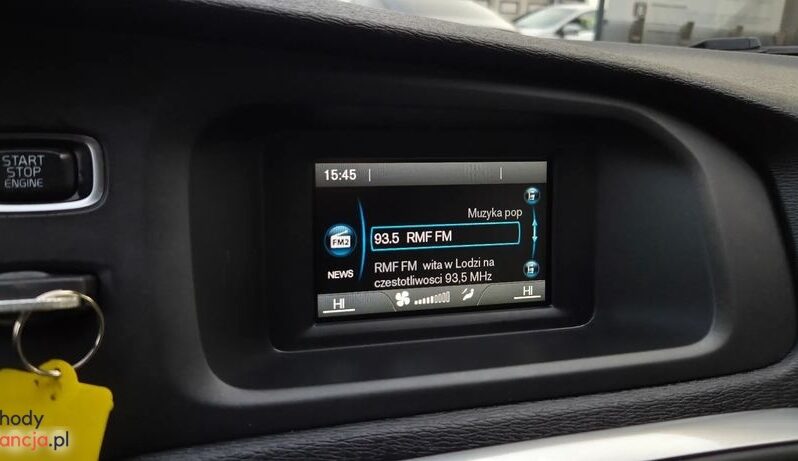 START
STOP
ENGINE
15:45
Muzyka pop
FM2
93.5 RMF FM
NEWS
RMF FM wita w Lodzi na
czestotliwosci 93,5 MHz
HI
HI
hody
ancja.pl